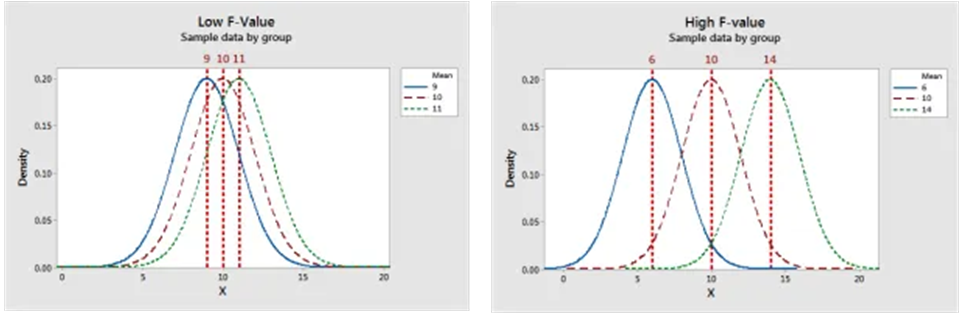 Low F-Value
Sample data by group
9 10 11
Mean
9
10
11
0.20
0.15
0.10
0.05
0.00
Density
0 5 10 15 20
X
High F-value
Sample data by group
6 10 14
Mean
6
10
14
0.20
0.15
0.10
0.05
0.00
Density
0 5 10 15 20
X